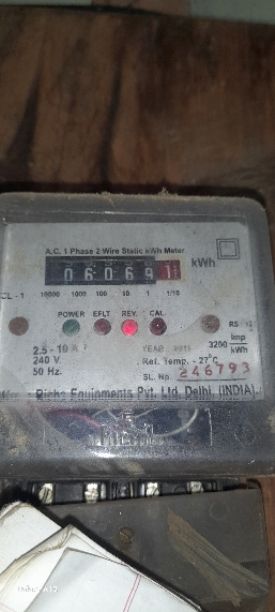 A.C. 1 Phase 2 Wire Static kWh Meter
060691 kWh
CL - 1 10000 1000 100 10 1 1/10
POWER EFLT REV. CAL.
2.5 - 10 A
3200 Imp/kWh
240 V.
Ref. Temp. - 27°C
50 Hz.
SL. No. 246793
Equipments Pvt. Ltd. Delhi. (INDIA)